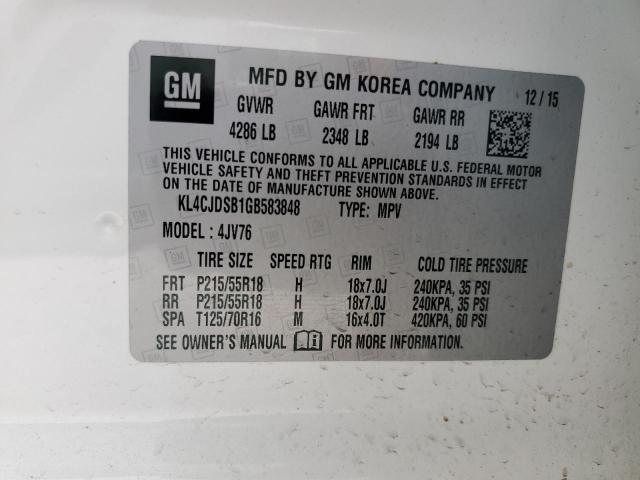 GM MFD BY GM KOREA COMPANY 12/15
GVWR GAWR FRT GAWR RR
4286 LB 2348 LB 2194 LB
THIS VEHICLE CONFORMS TO ALL APPLICABLE U.S. FEDERAL MOTOR
VEHICLE SAFETY AND THEFT PREVENTION STANDARDS IN EFFECT
ON THE DATE OF MANUFACTURE SHOWN ABOVE.
KL4CJDSB1GB583848 TYPE: MPV
MODEL: 4JV76
TIRE SIZE SPEED RTG RIM COLD TIRE PRESSURE
FRT P215/55R18 H 18x7.0J 240KPA, 35 PSI
RR P215/55R18 H 18x7.0J 240KPA, 35 PSI
SPA T125/70R16 M 16x4.0T 420KPA, 60 PSI
SEE OWNER'S MANUAL FOR MORE INFORMATION.